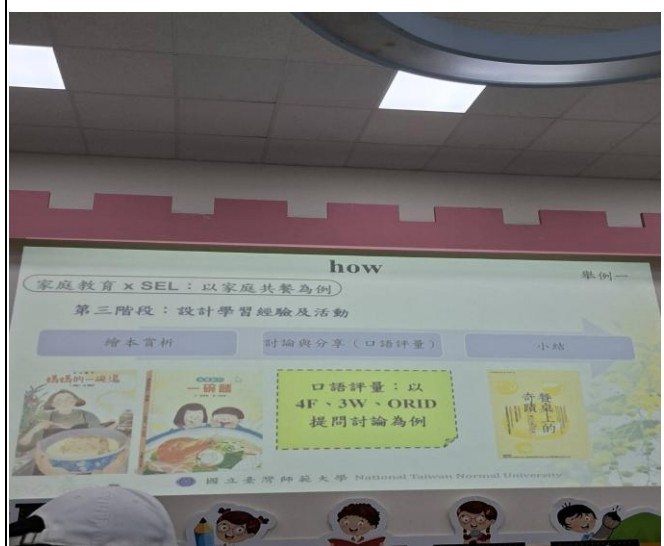 how
舉例一
家庭教育 x SEL：以家庭共餐為例
第三階段：設計學習經驗及活動
繪本賞析
討論與分享（口語評量）
小結
媽媽的一碗湯
一碗麵
口語評量：以
4F、3W、ORID
提問討論為例
餐桌上的
奇蹟
國立臺灣師範大學 National Taiwan Normal University